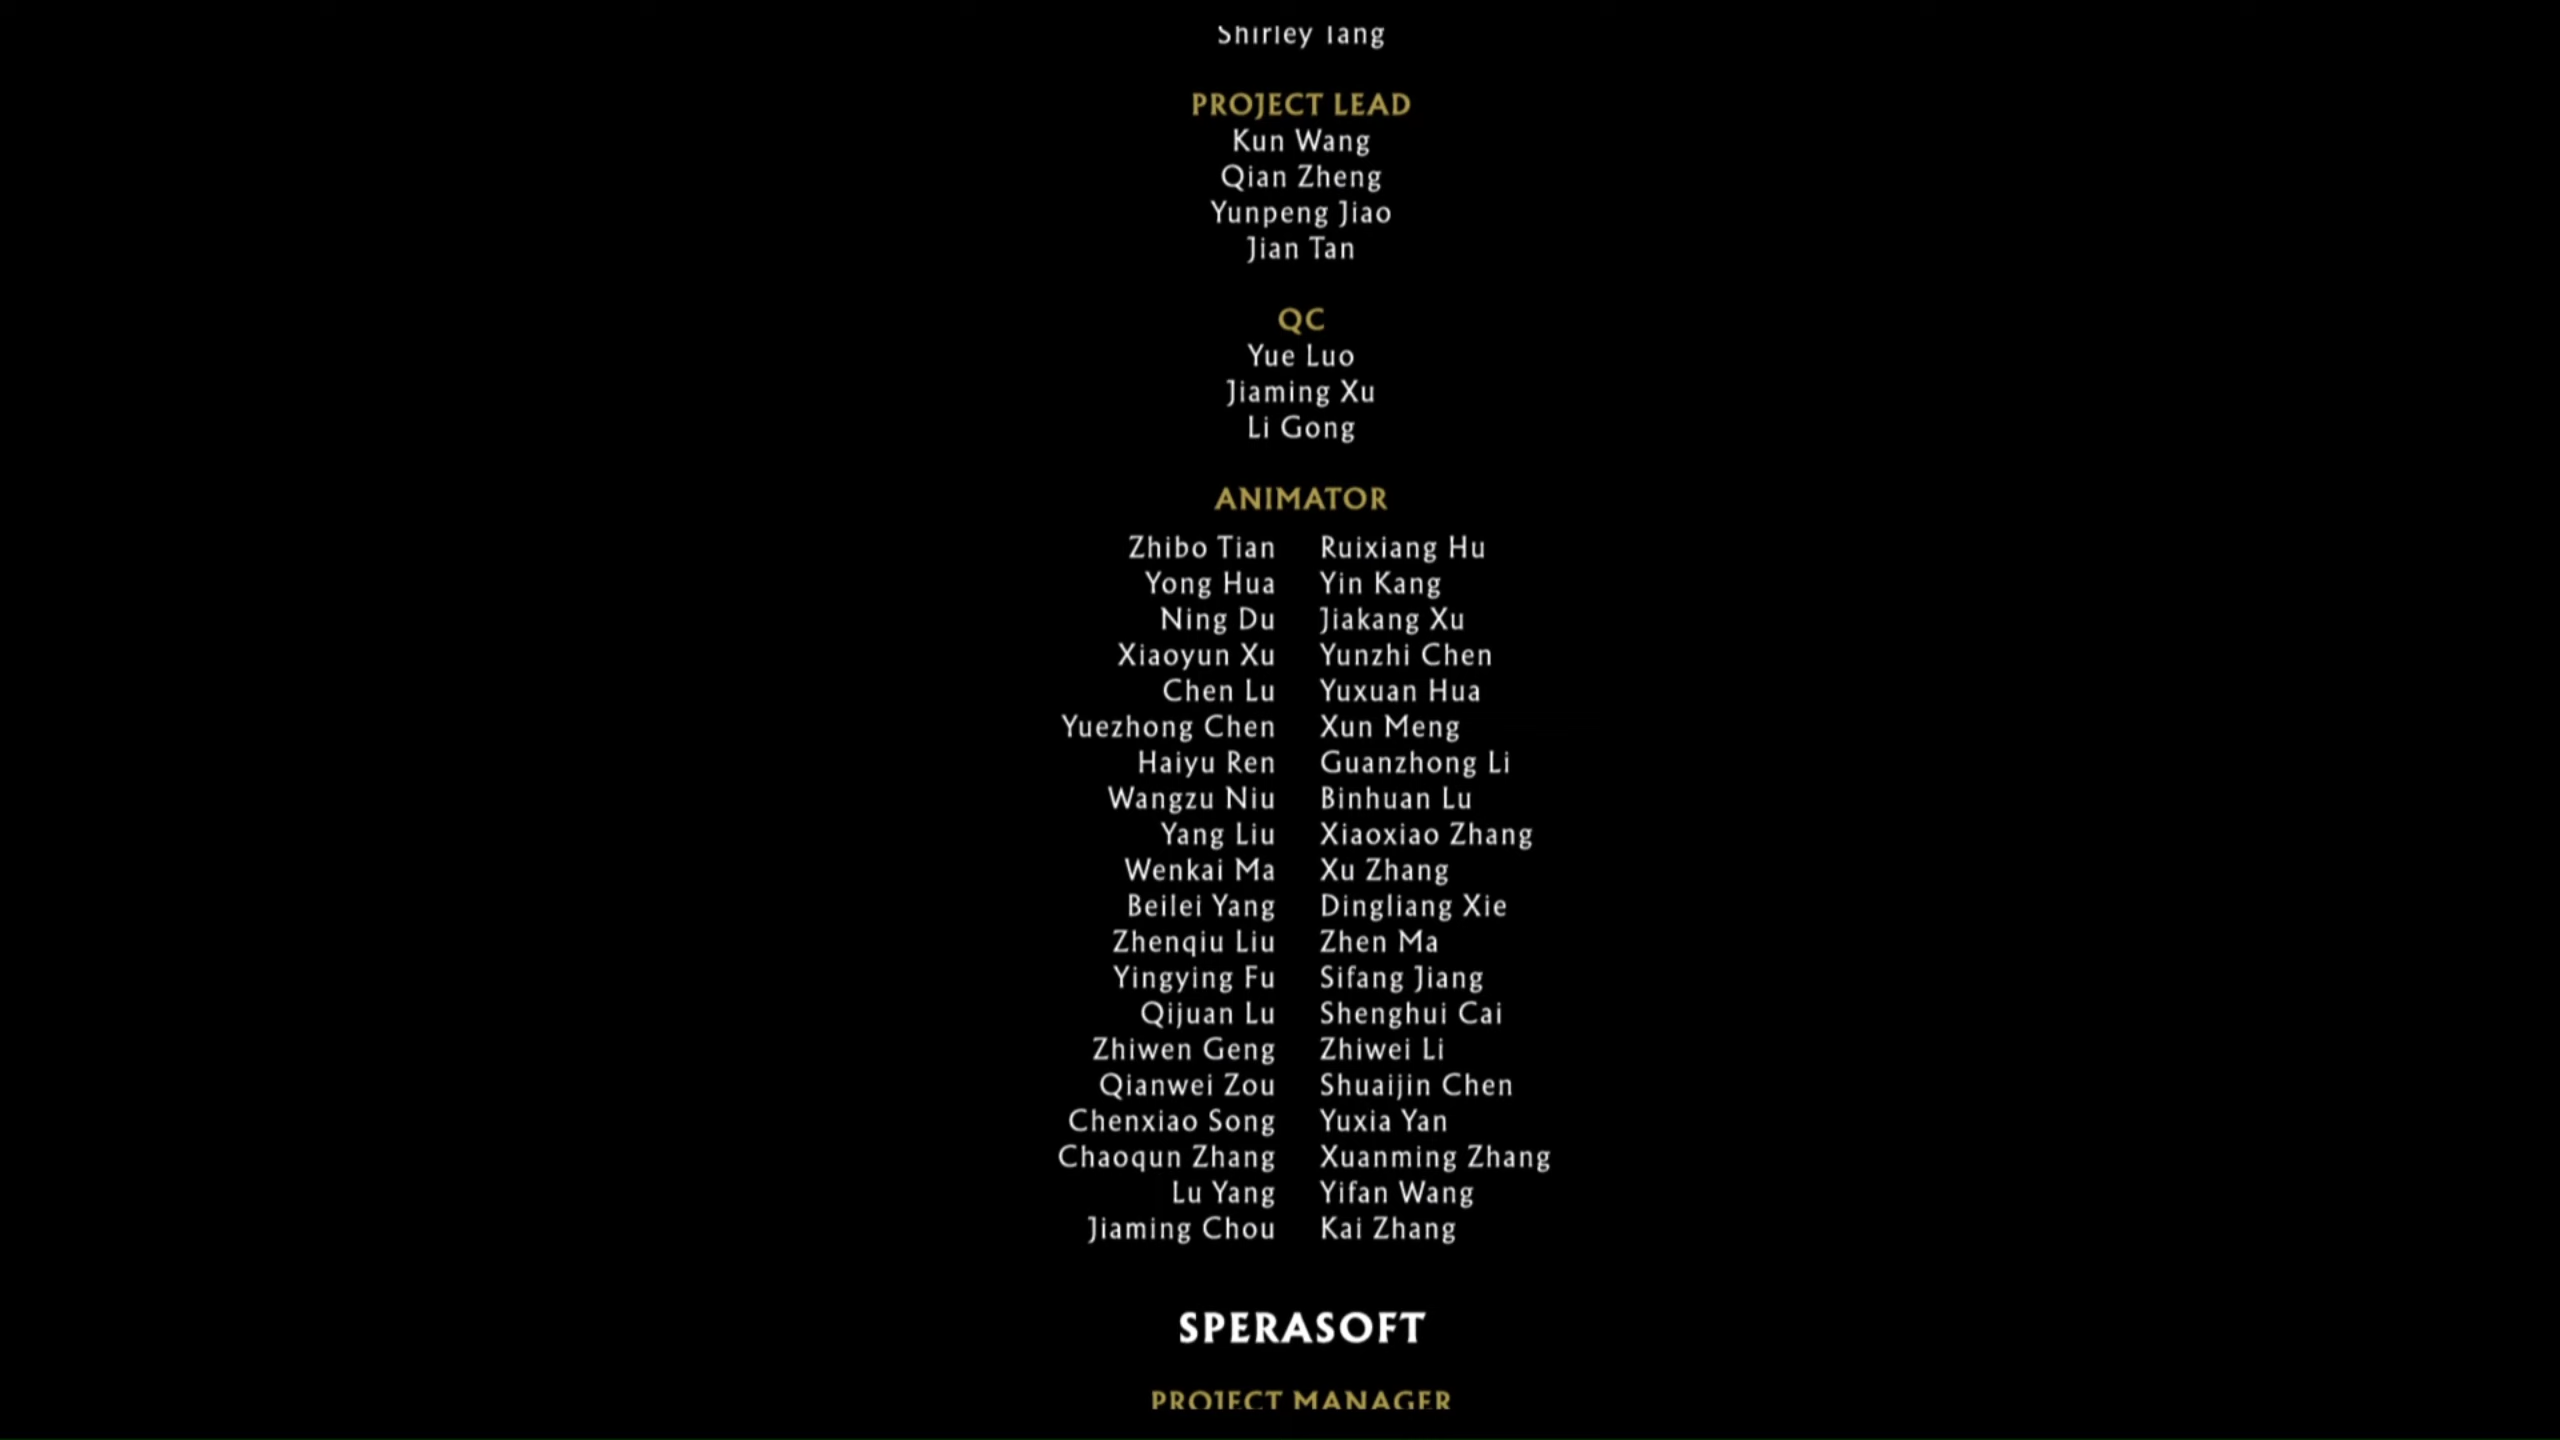 Shirley Tang
PROJECT LEAD
Kun Wang
Qian Zheng
Yunpeng Jiao
Jian Tan
QC
Yue Luo
Jiaming Xu
Li Gong
ANIMATOR
Zhibo Tian Ruixiang Hu
Yong Hua Yin Kang
Ning Du Jiakang Xu
Xiaoyun Xu Yunzhi Chen
Chen Lu Yuxuan Hua
Yuezhong Chen Xun Meng
Haiyu Ren Guanzhong Li
Wangzu Niu Binhuan Lu
Yang Liu Xiaoxiao Zhang
Wenkai Ma Xu Zhang
Beilei Yang Dingliang Xie
Zhenqiu Liu Zhen Ma
Yingying Fu Sifang Jiang
Qijuan Lu Shenghui Cai
Zhiwen Geng Zhiwei Li
Qianwei Zou Shuaijin Chen
Chenxiao Song Yuxia Yan
Chaoqun Zhang Xuanming Zhang
Lu Yang Yifan Wang
Jiaming Chou Kai Zhang
SPERASOFT
PROJECT MANAGER